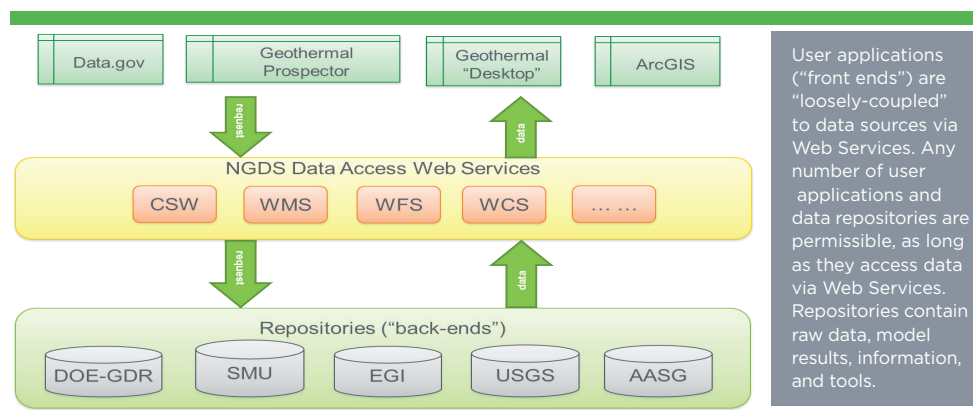 Data.gov
Geothermal
Prospector
Geothermal
“Desktop”
ArcGIS
request
data
NGDS Data Access Web Services
CSW
WMS
WFS
WCS
... ...
request
data
Repositories (“back-ends”)
DOE-GDR
SMU
EGI
USGS
AASG
User applications
(“front ends”) are
“loosely-coupled”
to data sources via
Web Services. Any
number of user
applications and
data repositories are
permissible, as long
as they access data
via Web Services.
Repositories contain
raw data, model
results, information,
and tools.